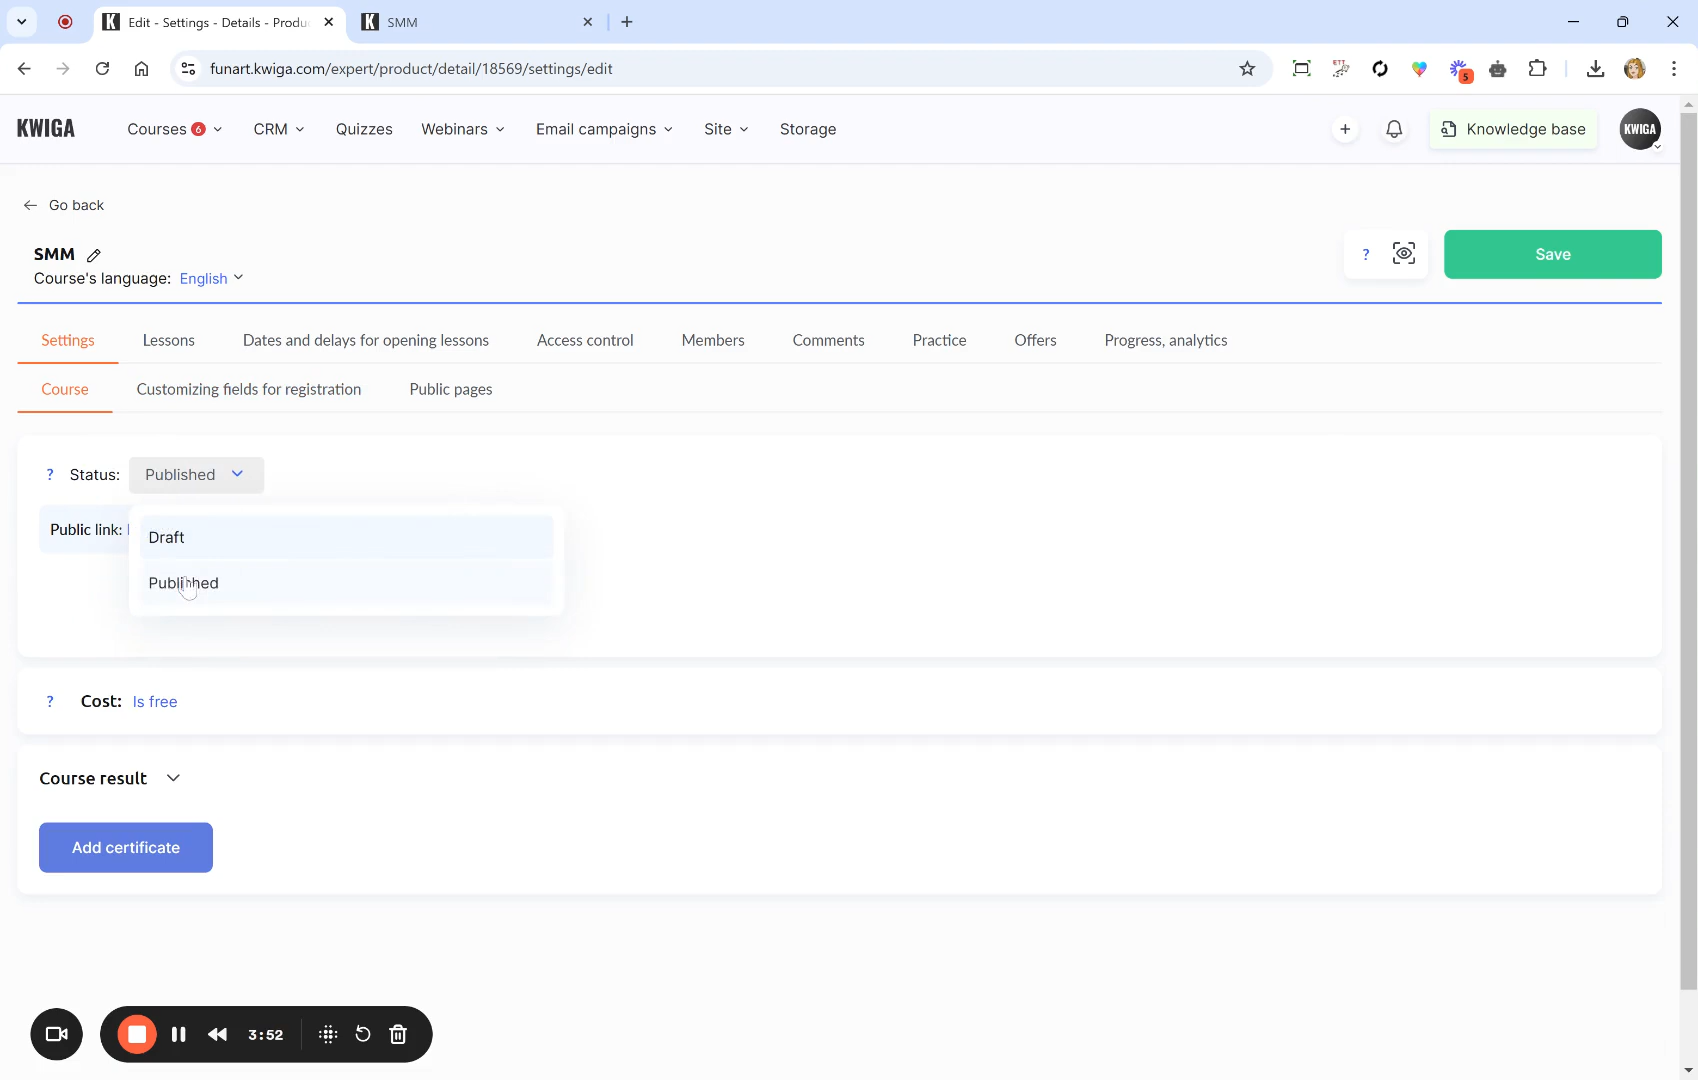 Edit - Settings - Details - Produ
SMM
funart.kwiga.com/expert/product/detail/18569/settings/edit
ETT
5
KWIGA
Courses 6
CRM
Quizzes
Webinars
Email campaigns
Site
Storage
+
Knowledge base
KWIGA
Go back
SMM
Course's language: English
?
Save
Settings
Lessons
Dates and delays for opening lessons
Access control
Members
Comments
Practice
Offers
Progress, analytics
Course
Customizing fields for registration
Public pages
? Status: Published
Public link:
Draft
Published
? Cost: Is free
Course result
Add certificate
3:52